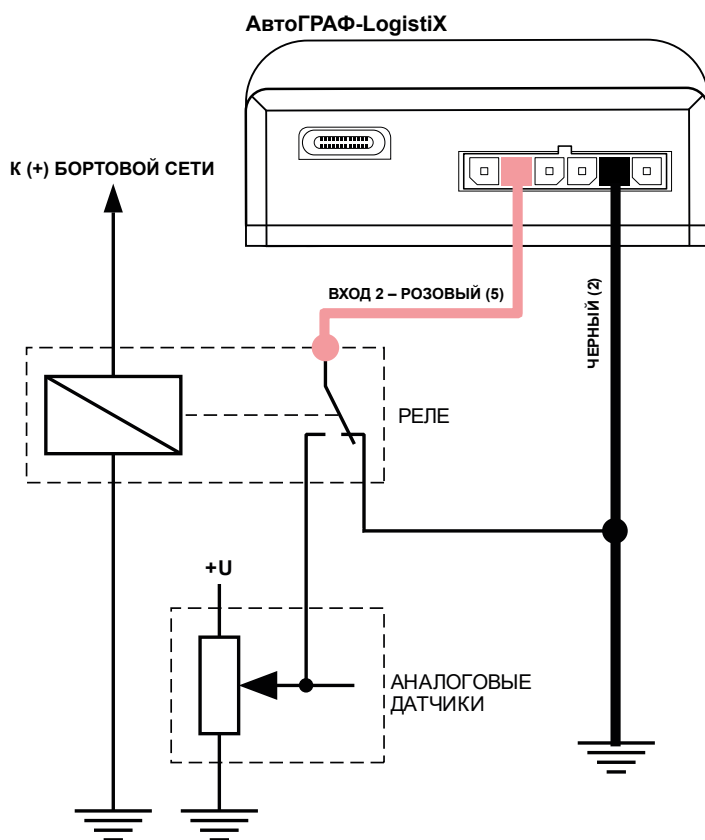 АвтоГРАФ-LogistiX
К (+) БОРТОВОЙ СЕТИ
ВХОД 2 – РОЗОВЫЙ (5)
ЧЕРНЫЙ (2)
РЕЛЕ
+U
АНАЛОГОВЫЕ
ДАТЧИКИ